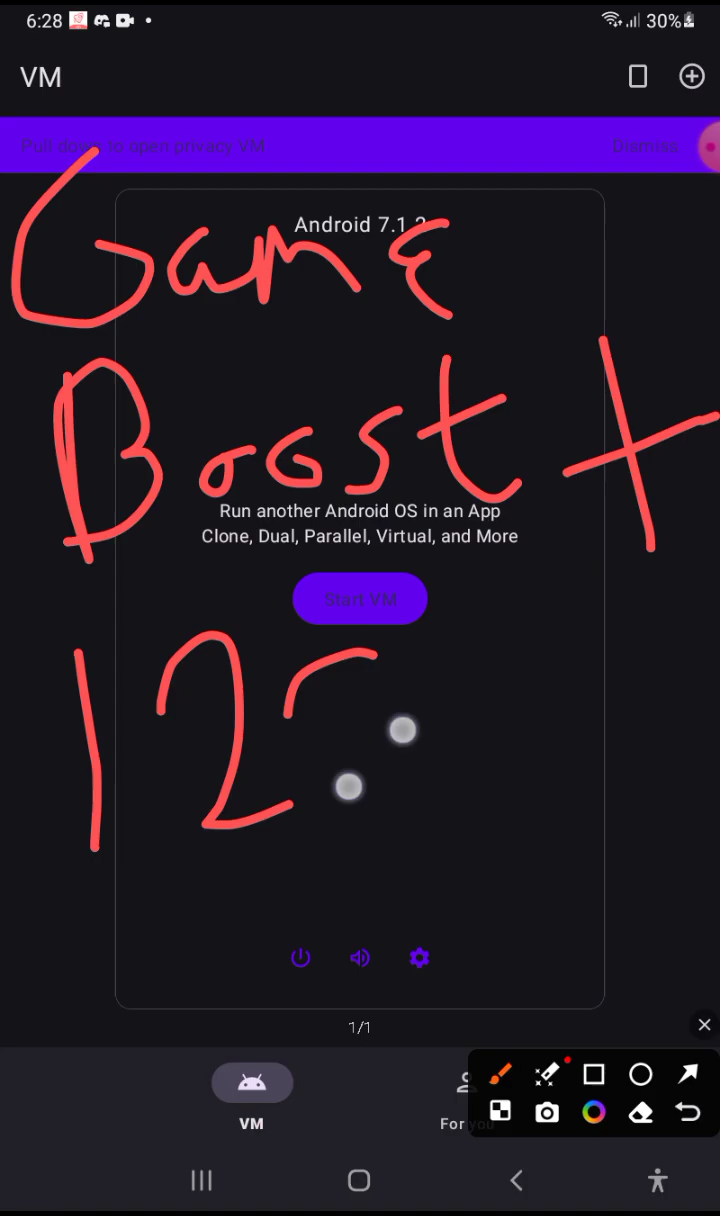 6:28 30%
VM
Pull down to open privacy VM Dismiss
Android 7.1.2
Game
Boost +
Run another Android OS in an App
Clone, Dual, Parallel, Virtual, and More
Start VM
12
1/1
VM For you